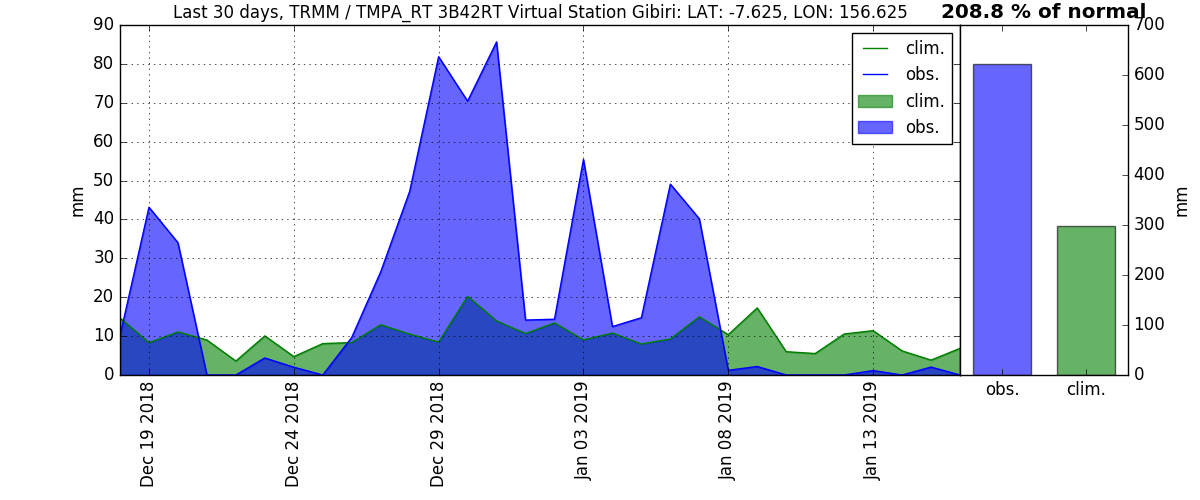 Last 30 days, TRMM / TMPA_RT 3B42RT Virtual Station Gibiri: LAT: -7.625, LON: 156.625
208.8 % of normal
90
80
70
60
50
40
30
20
10
0
mm
clim.
obs.
clim.
obs.
Dec 19 2018
Dec 24 2018
Dec 29 2018
Jan 03 2019
Jan 08 2019
Jan 13 2019
700
600
500
400
300
200
100
0
mm
obs.
clim.